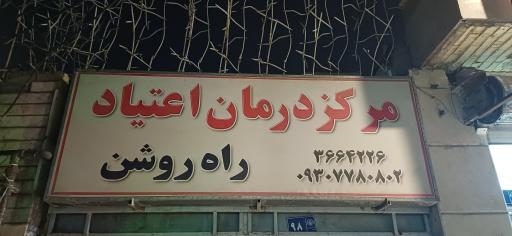 مرکز درمان اعتیاد
راه روشن
۳۶۶۴۲۲۶
۰۹۳۰۷۷۸۰۸۰۲
۹۸